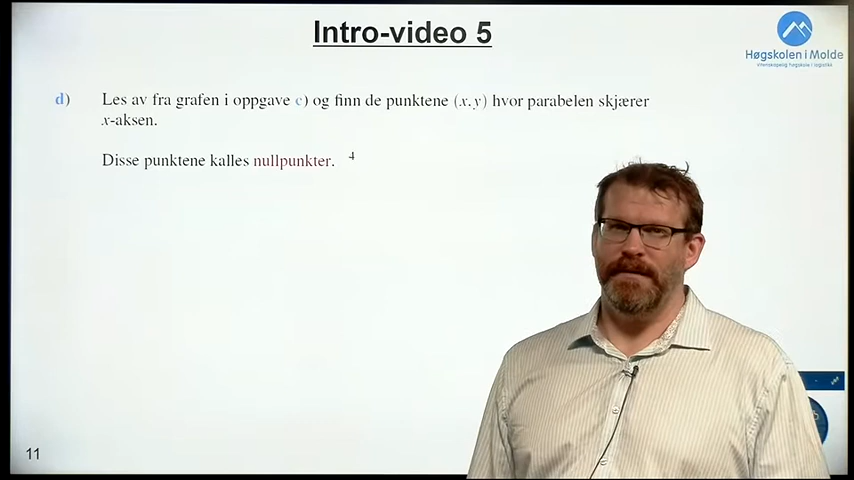 Intro-video 5
Høgskolen i Molde
Vitenskapelig høgskole i logistikk
d) Les av fra grafen i oppgave c) og finn de punktene (x, y) hvor parabelen skjærer
x-aksen.
Disse punktene kalles nullpunkter. 4
11